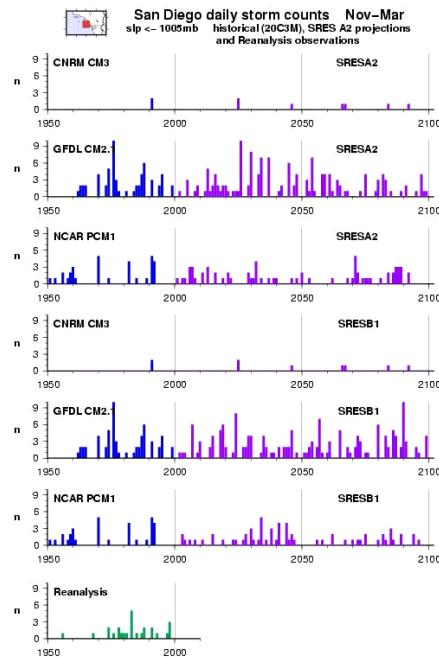 San Diego daily storm counts Nov-Mar
slp <- 1005mb historical (20C3M), SRES A2 projections
and Reanalysis observations
CNRM CM3 SRESA2
n
9
6
3
0
1950 2000 2050 2100
GFDL CM2.1 SRESA2
n
9
6
3
0
1950 2000 2050 2100
NCAR PCM1 SRESA2
n
9
6
3
0
1950 2000 2050 2100
CNRM CM3 SRESB1
n
9
6
3
0
1950 2000 2050 2100
GFDL CM2.1 SRESB1
n
9
6
3
0
1950 2000 2050 2100
NCAR PCM1 SRESB1
n
9
6
3
0
1950 2000 2050 2100
Reanalysis
n
9
6
3
0
1950 2000